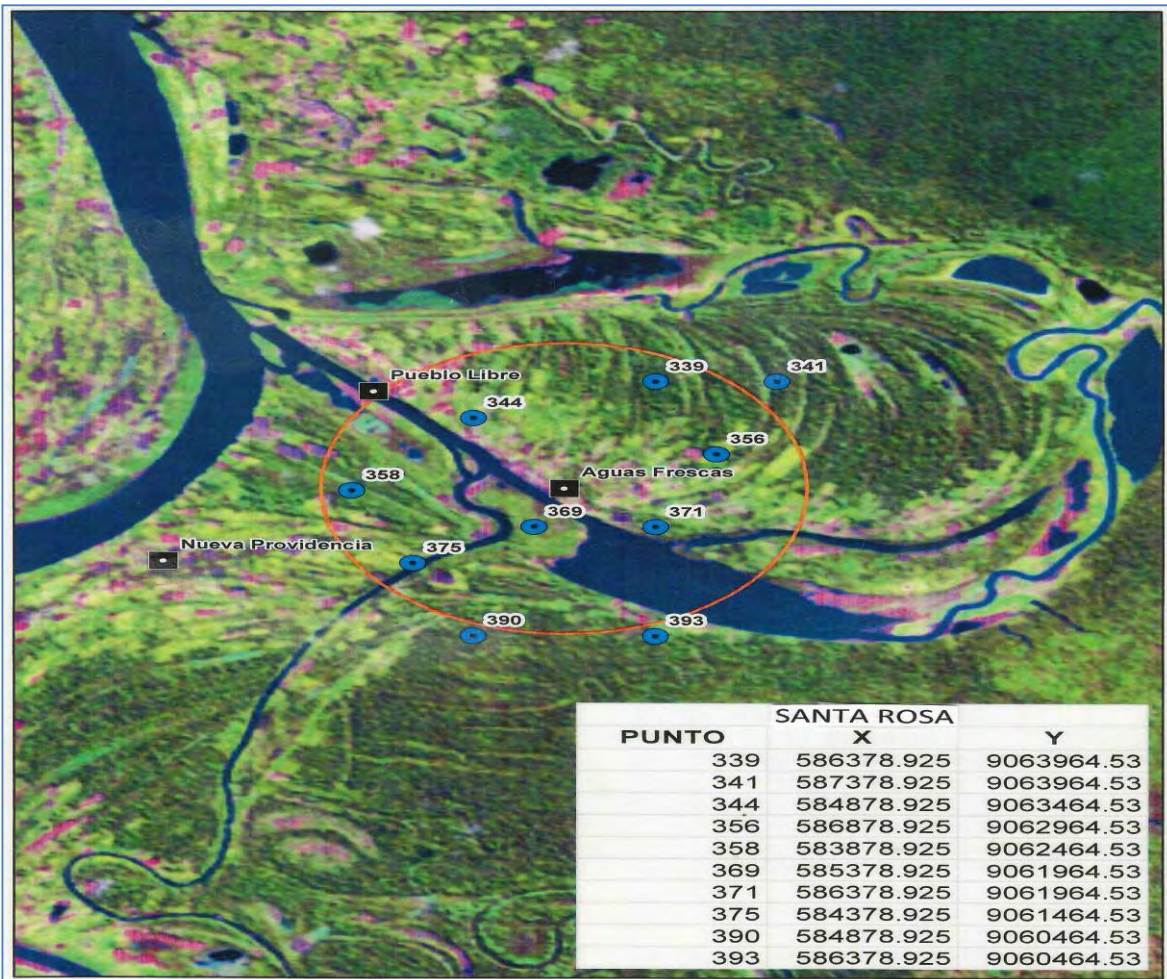 339
341
Pueblo Libre
344
356
Aguas Frescas
358
369
371
Nueva Providencia
375
390
393
SANTA ROSA
PUNTO X Y
339 586378.925 9063964.53
341 587378.925 9063964.53
344 584878.925 9063464.53
356 586878.925 9062964.53
358 583878.925 9062464.53
369 585378.925 9061964.53
371 586378.925 9061964.53
375 584378.925 9061464.53
390 584878.925 9060464.53
393 586378.925 9060464.53